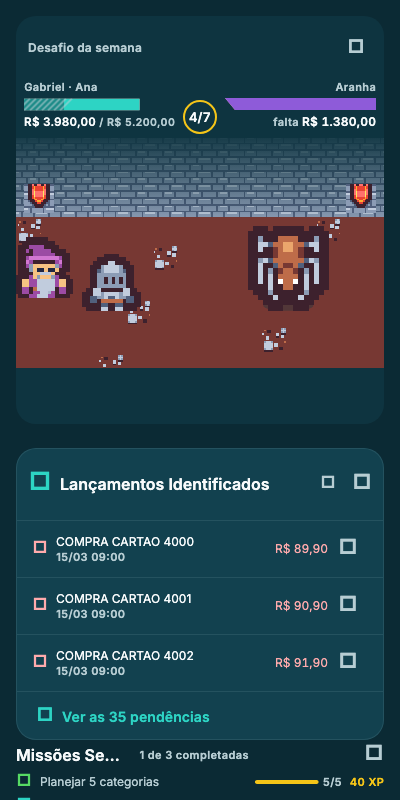 Desafio da semana
Gabriel · Ana
Aranha
4/7
R$ 3.980,00 / R$ 5.200,00
falta R$ 1.380,00
Lançamentos Identificados
COMPRA CARTAO 4000
15/03 09:00
R$ 89,90
COMPRA CARTAO 4001
15/03 09:00
R$ 90,90
COMPRA CARTAO 4002
15/03 09:00
R$ 91,90
Ver as 35 pendências
Missões Se...
1 de 3 completadas
Planejar 5 categorias
5/5 40 XP